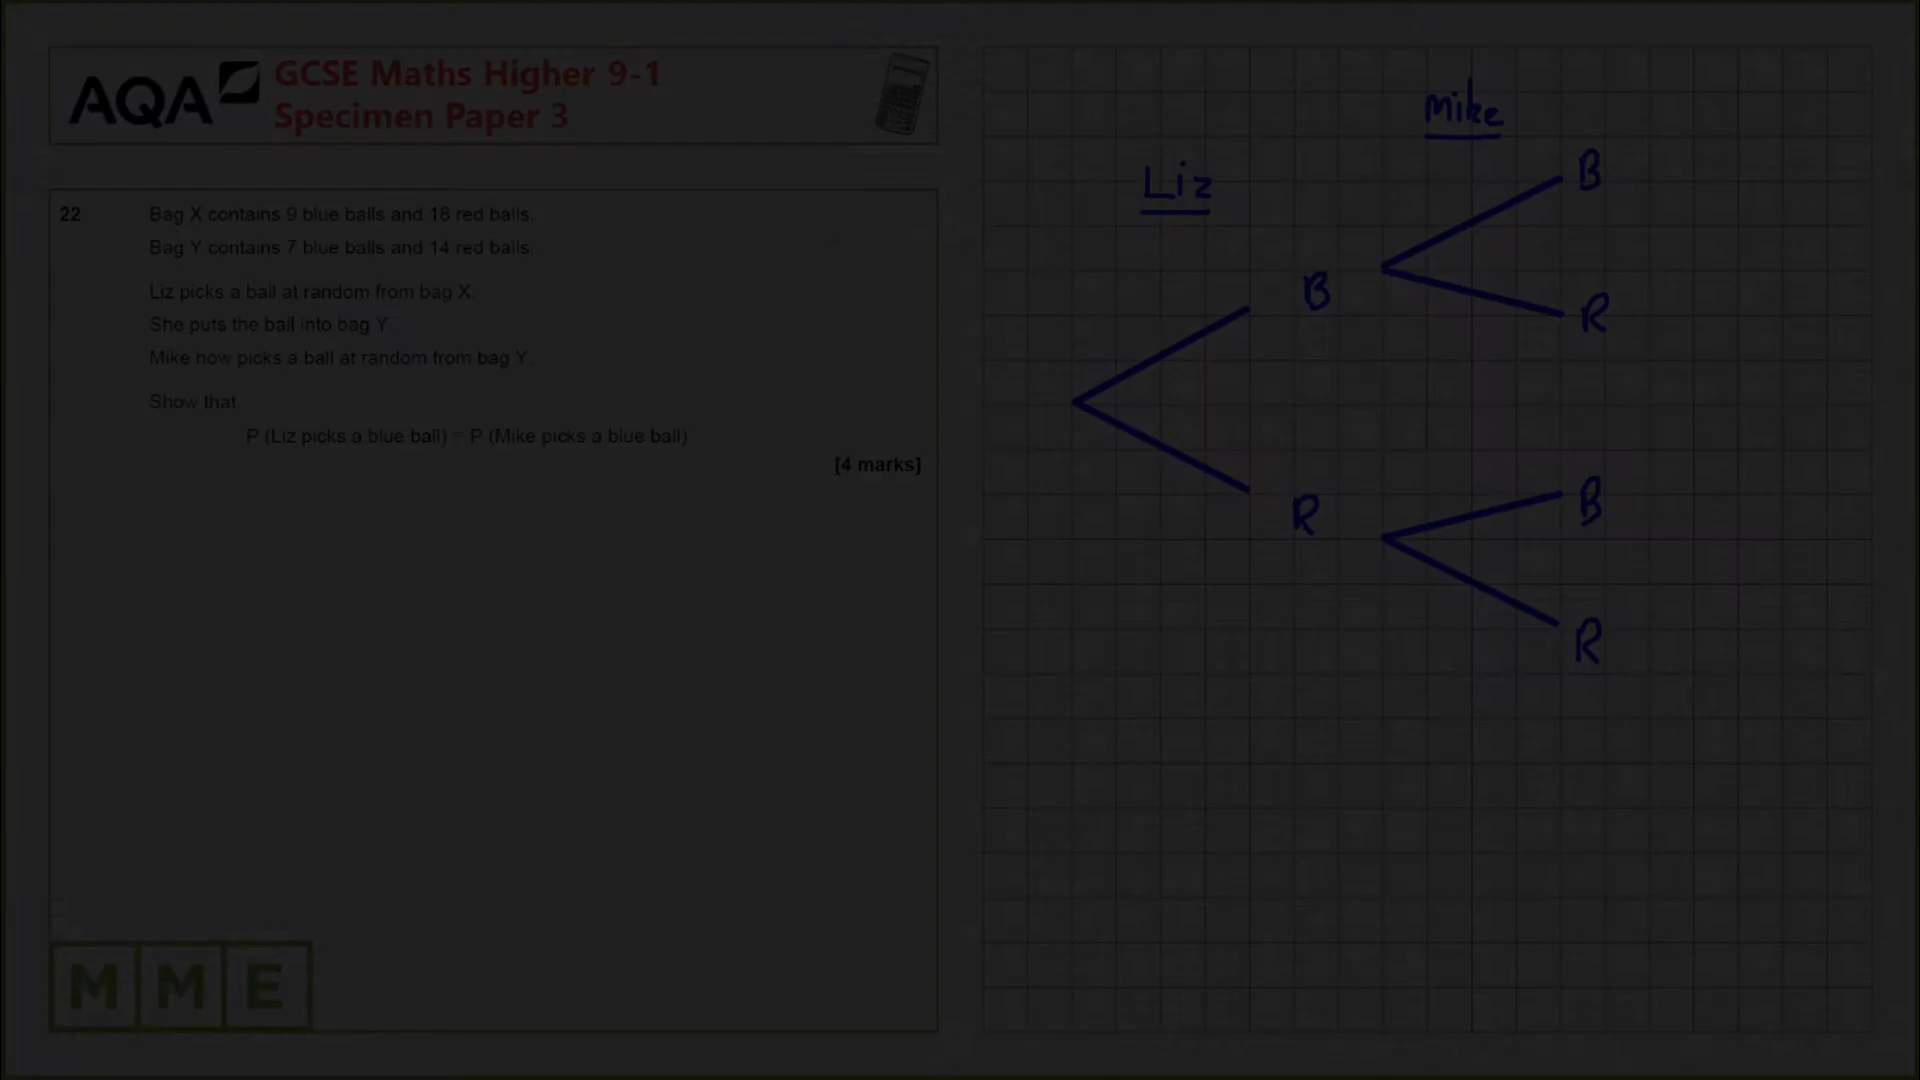 AQA
GCSE Maths Higher 9-1
Specimen Paper 3
22
Bag X contains 9 blue balls and 18 red balls.
Bag Y contains 7 blue balls and 14 red balls.
Liz picks a ball at random from bag X.
She puts the ball into bag Y.
Mike now picks a ball at random from bag Y.
Show that
P (Liz picks a blue ball) = P (Mike picks a blue ball)
[4 marks]
MME
Mike
Liz
B
B
R
R
B
R